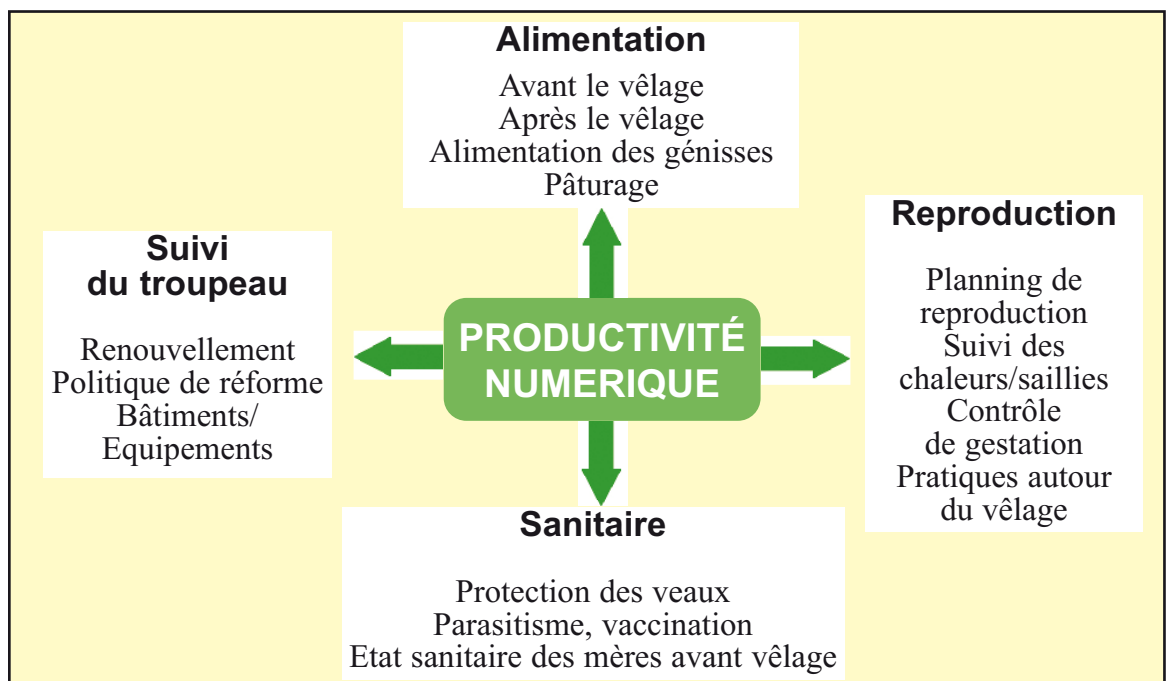 Alimentation
Avant le vêlage
Après le vêlage
Alimentation des génisses
Pâturage
Suivi
du troupeau
Renouvellement
Politique de réforme
Bâtiments/
Equipements
PRODUCTIVITÉ
NUMERIQUE
Reproduction
Planning de
reproduction
Suivi des
chaleurs/saillies
Contrôle
de gestation
Pratiques autour
du vêlage
Sanitaire
Protection des veaux
Parasitisme, vaccination
Etat sanitaire des mères avant vêlage